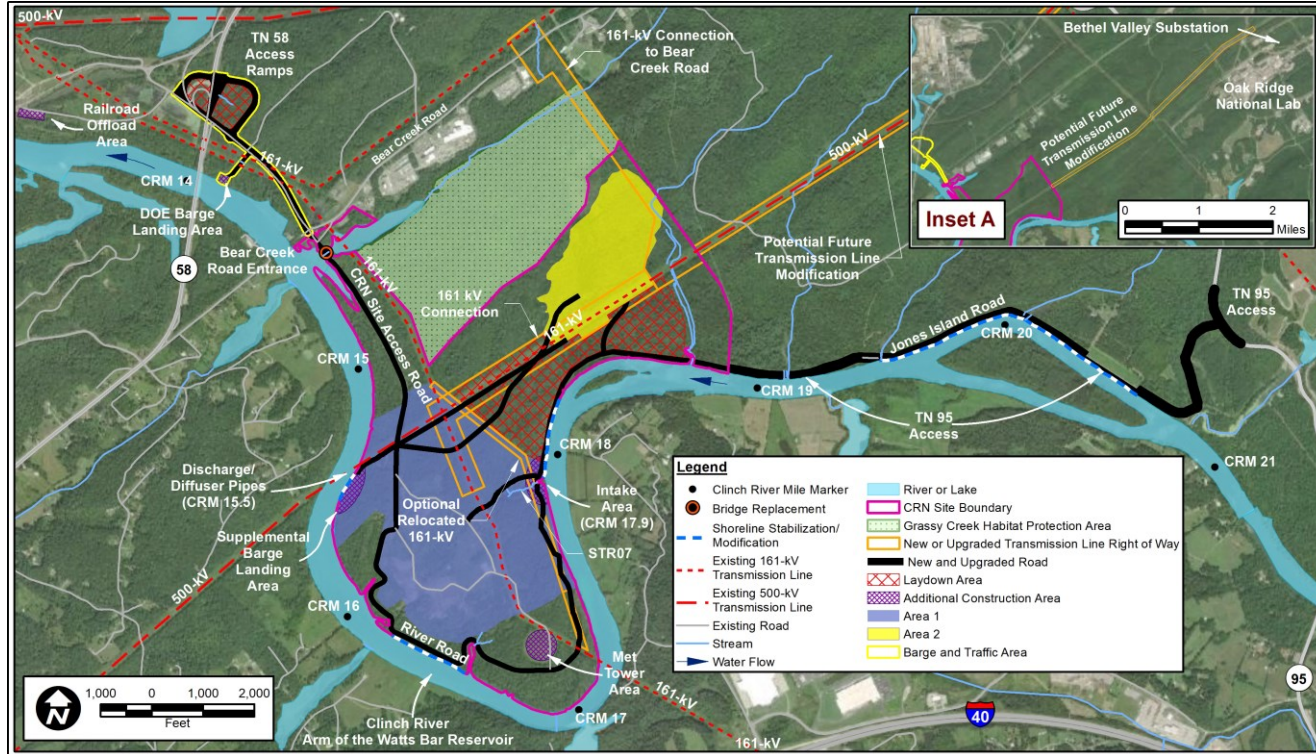 500-kV
TN 58
Access
Ramps
161-kV Connection
to Bear
Creek Road
Railroad
Offload
Area
Bear Creek Road
161-kV
CRM 14
DOE Barge
Landing Area
500-kV
Bear Creek
Road Entrance
58
161-kV
CRN Site Access Road
Potential Future
Transmission Line
Modification
161 kV
Connection
161-kV
CRM 15
Jones Island Road
CRM 20
TN 95
Access
CRM 19
TN 95
Access
CRM 18
CRM 21
Discharge/
Diffuser Pipes
(CRM 15.5)
Optional
Relocated
161-kV
Intake
Area
(CRM 17.9)
STR07
Supplemental
Barge
Landing
Area
500-kV
CRM 16
River Road
Met
Tower
Area
CRM 17
161-kV
161-kV
Clinch River
Arm of the Watts Bar Reservoir
40
95
N
1,000 0 1,000 2,000
Feet
Bethel Valley Substation
Oak Ridge
National Lab
Potential Future
Transmission Line
Modification
Inset A
0 1 2
Miles
Legend
Clinch River Mile Marker
Bridge Replacement
Shoreline Stabilization/
Modification
Existing 161-kV
Transmission Line
Existing 500-kV
Transmission Line
Existing Road
Stream
Water Flow
River or Lake
CRN Site Boundary
Grassy Creek Habitat Protection Area
New or Upgraded Transmission Line Right of Way
New and Upgraded Road
Laydown Area
Additional Construction Area
Area 1
Area 2
Barge and Traffic Area